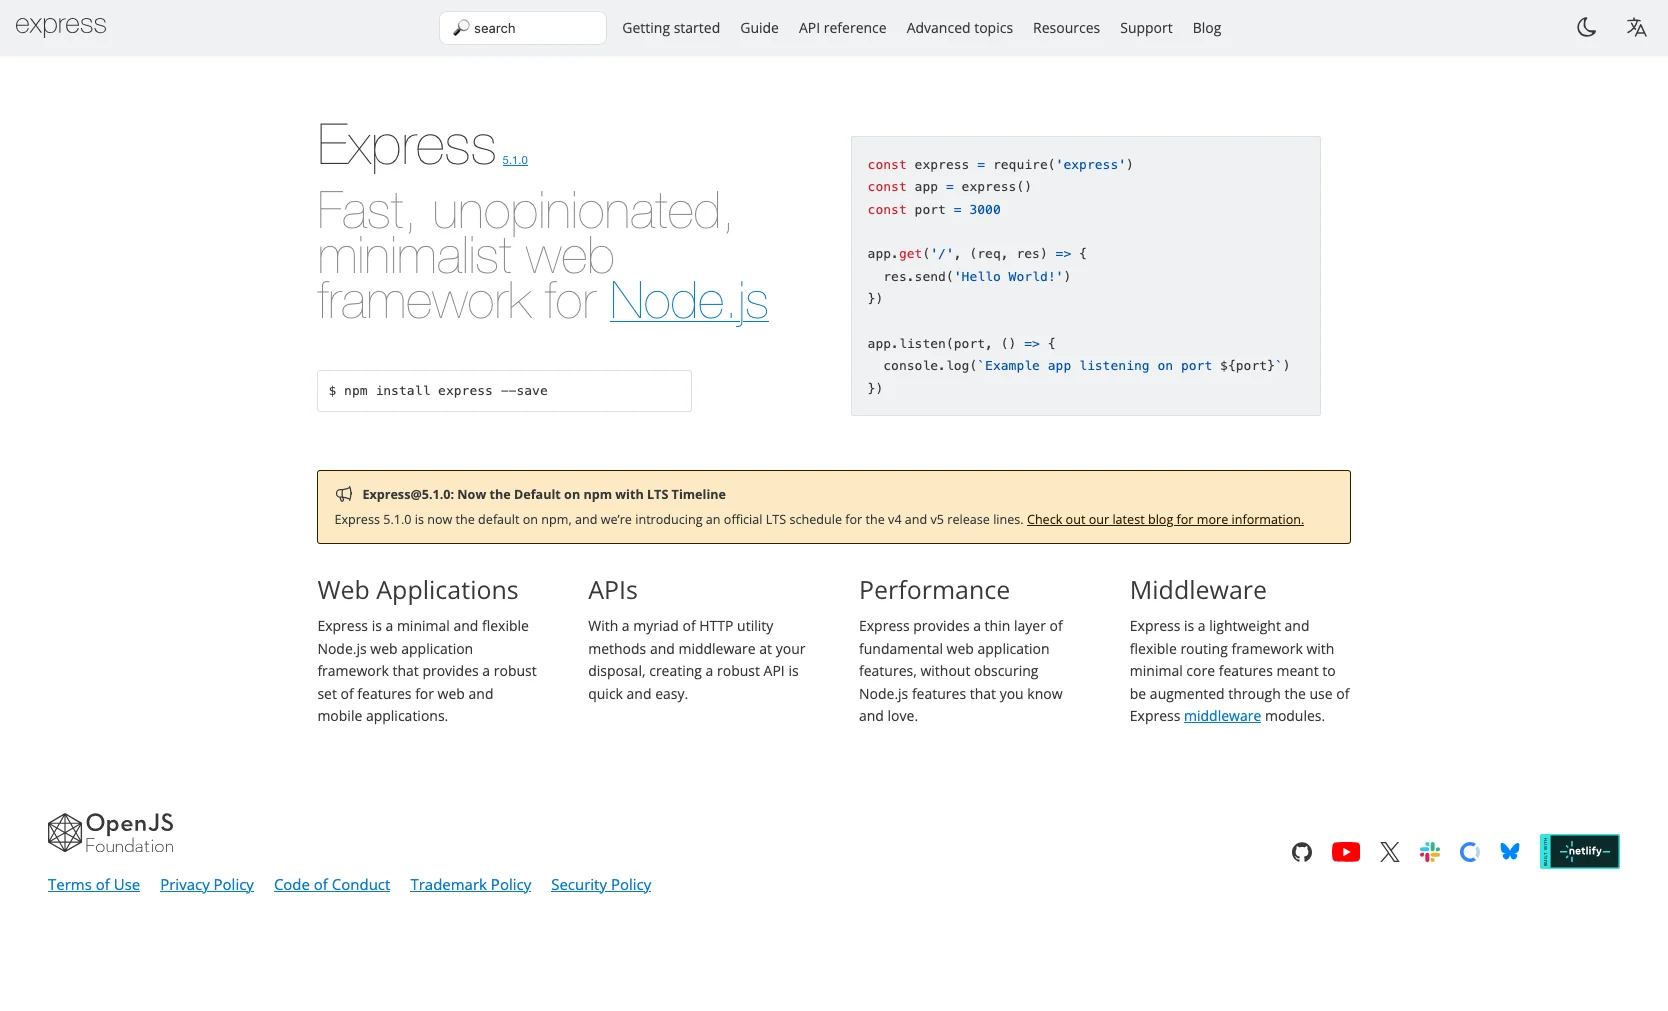 express
search
Getting started
Guide
API reference
Advanced topics
Resources
Support
Blog
Express 5.1.0
Fast, unopinionated,
minimalist web
framework for Node.js
$ npm install express --save
const express = require('express')
const app = express()
const port = 3000
app.get('/', (req, res) => {
  res.send('Hello World!')
})
app.listen(port, () => {
  console.log(`Example app listening on port ${port}`)
})
Express@5.1.0: Now the Default on npm with LTS Timeline
Express 5.1.0 is now the default on npm, and we’re introducing an official LTS schedule for the v4 and v5 release lines. Check out our latest blog for more information.
Web Applications
Express is a minimal and flexible
Node.js web application
framework that provides a robust
set of features for web and
mobile applications.
APIs
With a myriad of HTTP utility
methods and middleware at your
disposal, creating a robust API is
quick and easy.
Performance
Express provides a thin layer of
fundamental web application
features, without obscuring
Node.js features that you know
and love.
Middleware
Express is a lightweight and
flexible routing framework with
minimal core features meant to
be augmented through the use of
Express middleware modules.
OpenJS
Foundation
Terms of Use
Privacy Policy
Code of Conduct
Trademark Policy
Security Policy
BUILT WITH
netlify